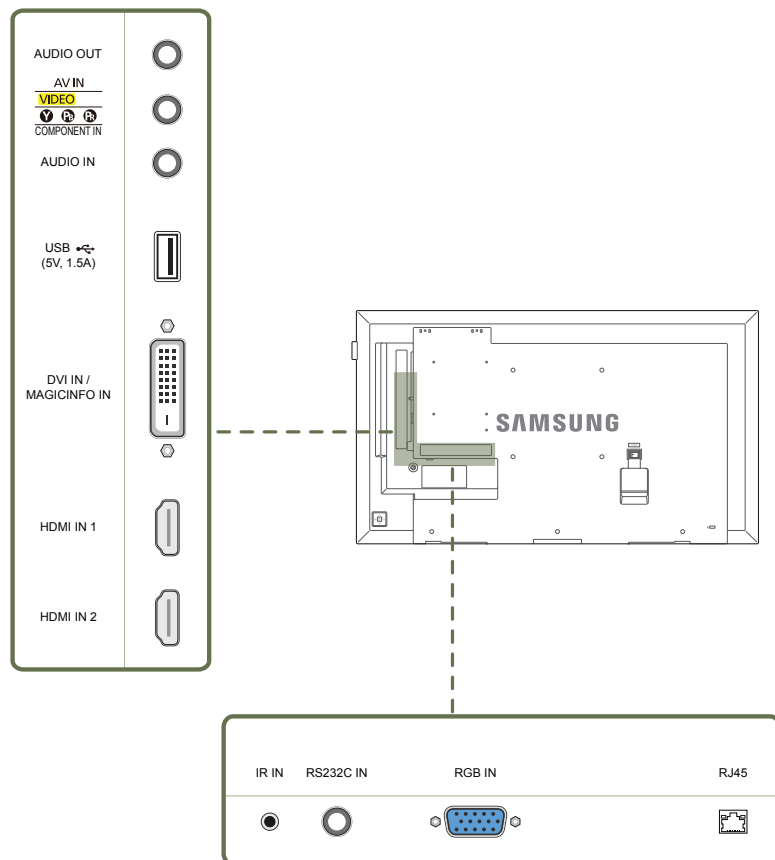 AUDIO OUT
AV IN
VIDEO
Y PB PR
COMPONENT IN
AUDIO IN
USB
(5V, 1.5A)
DVI IN /
MAGICINFO IN
HDMI IN 1
HDMI IN 2
SAMSUNG
IR IN RS232C IN RGB IN RJ45